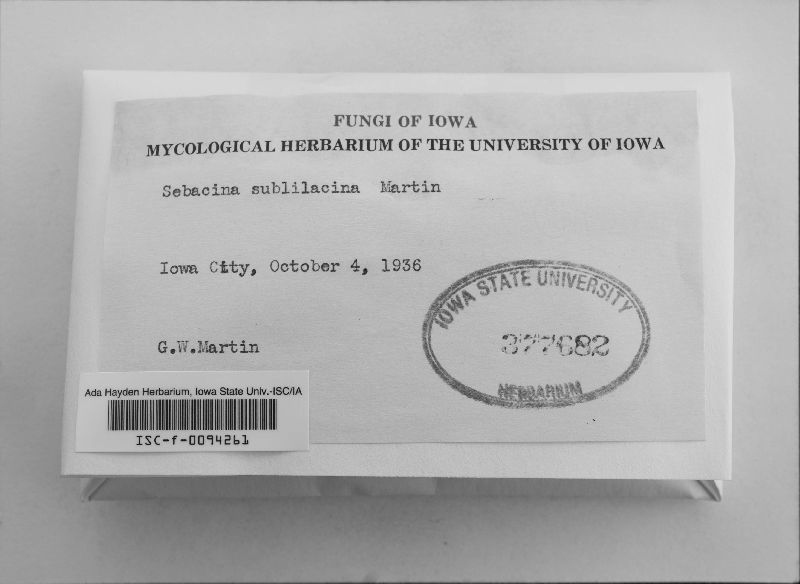 FUNGI OF IOWA
MYCOLOGICAL HERBARIUM OF THE UNIVERSITY OF IOWA
Sebacina sublilacina Martin
Iowa City, October 4, 1936
IOWA STATE UNIVERSITY
377682
HERBARIUM
G.W.Martin
Ada Hayden Herbarium, Iowa State Univ.-ISC/IA
ISC-f-0094261